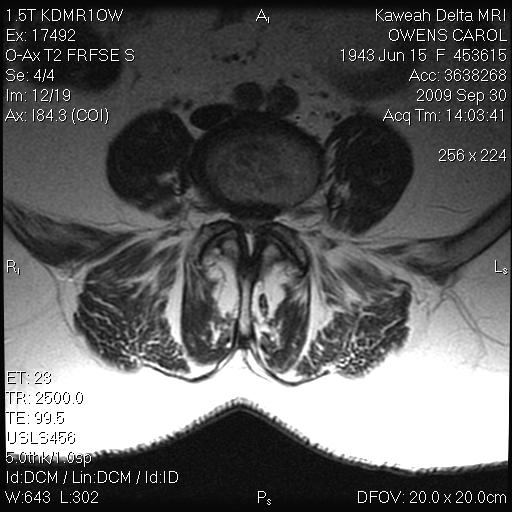 1.5T KDMR1OW
Ex: 17492
O-Ax T2 FRFSE S
Se: 4/4
Im: 12/19
Ax: I84.3 (COI)
A
Kaweah Delta MRI
OWENS CAROL
1943 Jun 15 F 453615
Acc: 3638268
2009 Sep 30
Acq Tm: 14:03:41
256 x 224
R
L
ET: 23
TR: 2500.0
TE: 99.5
USLS456
5.0thk/1.0sp
Id:DCM / Lin:DCM / Id:ID
W:643 L:302
P
DFOV: 20.0 x 20.0cm